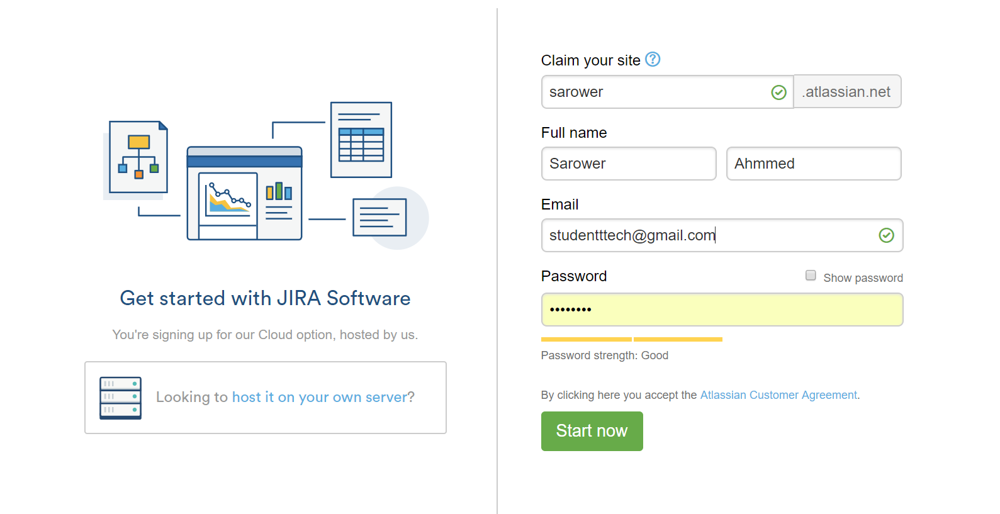 Get started with JIRA Software
You're signing up for our Cloud option, hosted by us.
Looking to host it on your own server?
Claim your site ?
sarower .atlassian.net
Full name
Sarower Ahmmed
Email
studentttech@gmail.com
Password Show password
••••••••
Password strength: Good
By clicking here you accept the Atlassian Customer Agreement.
Start now